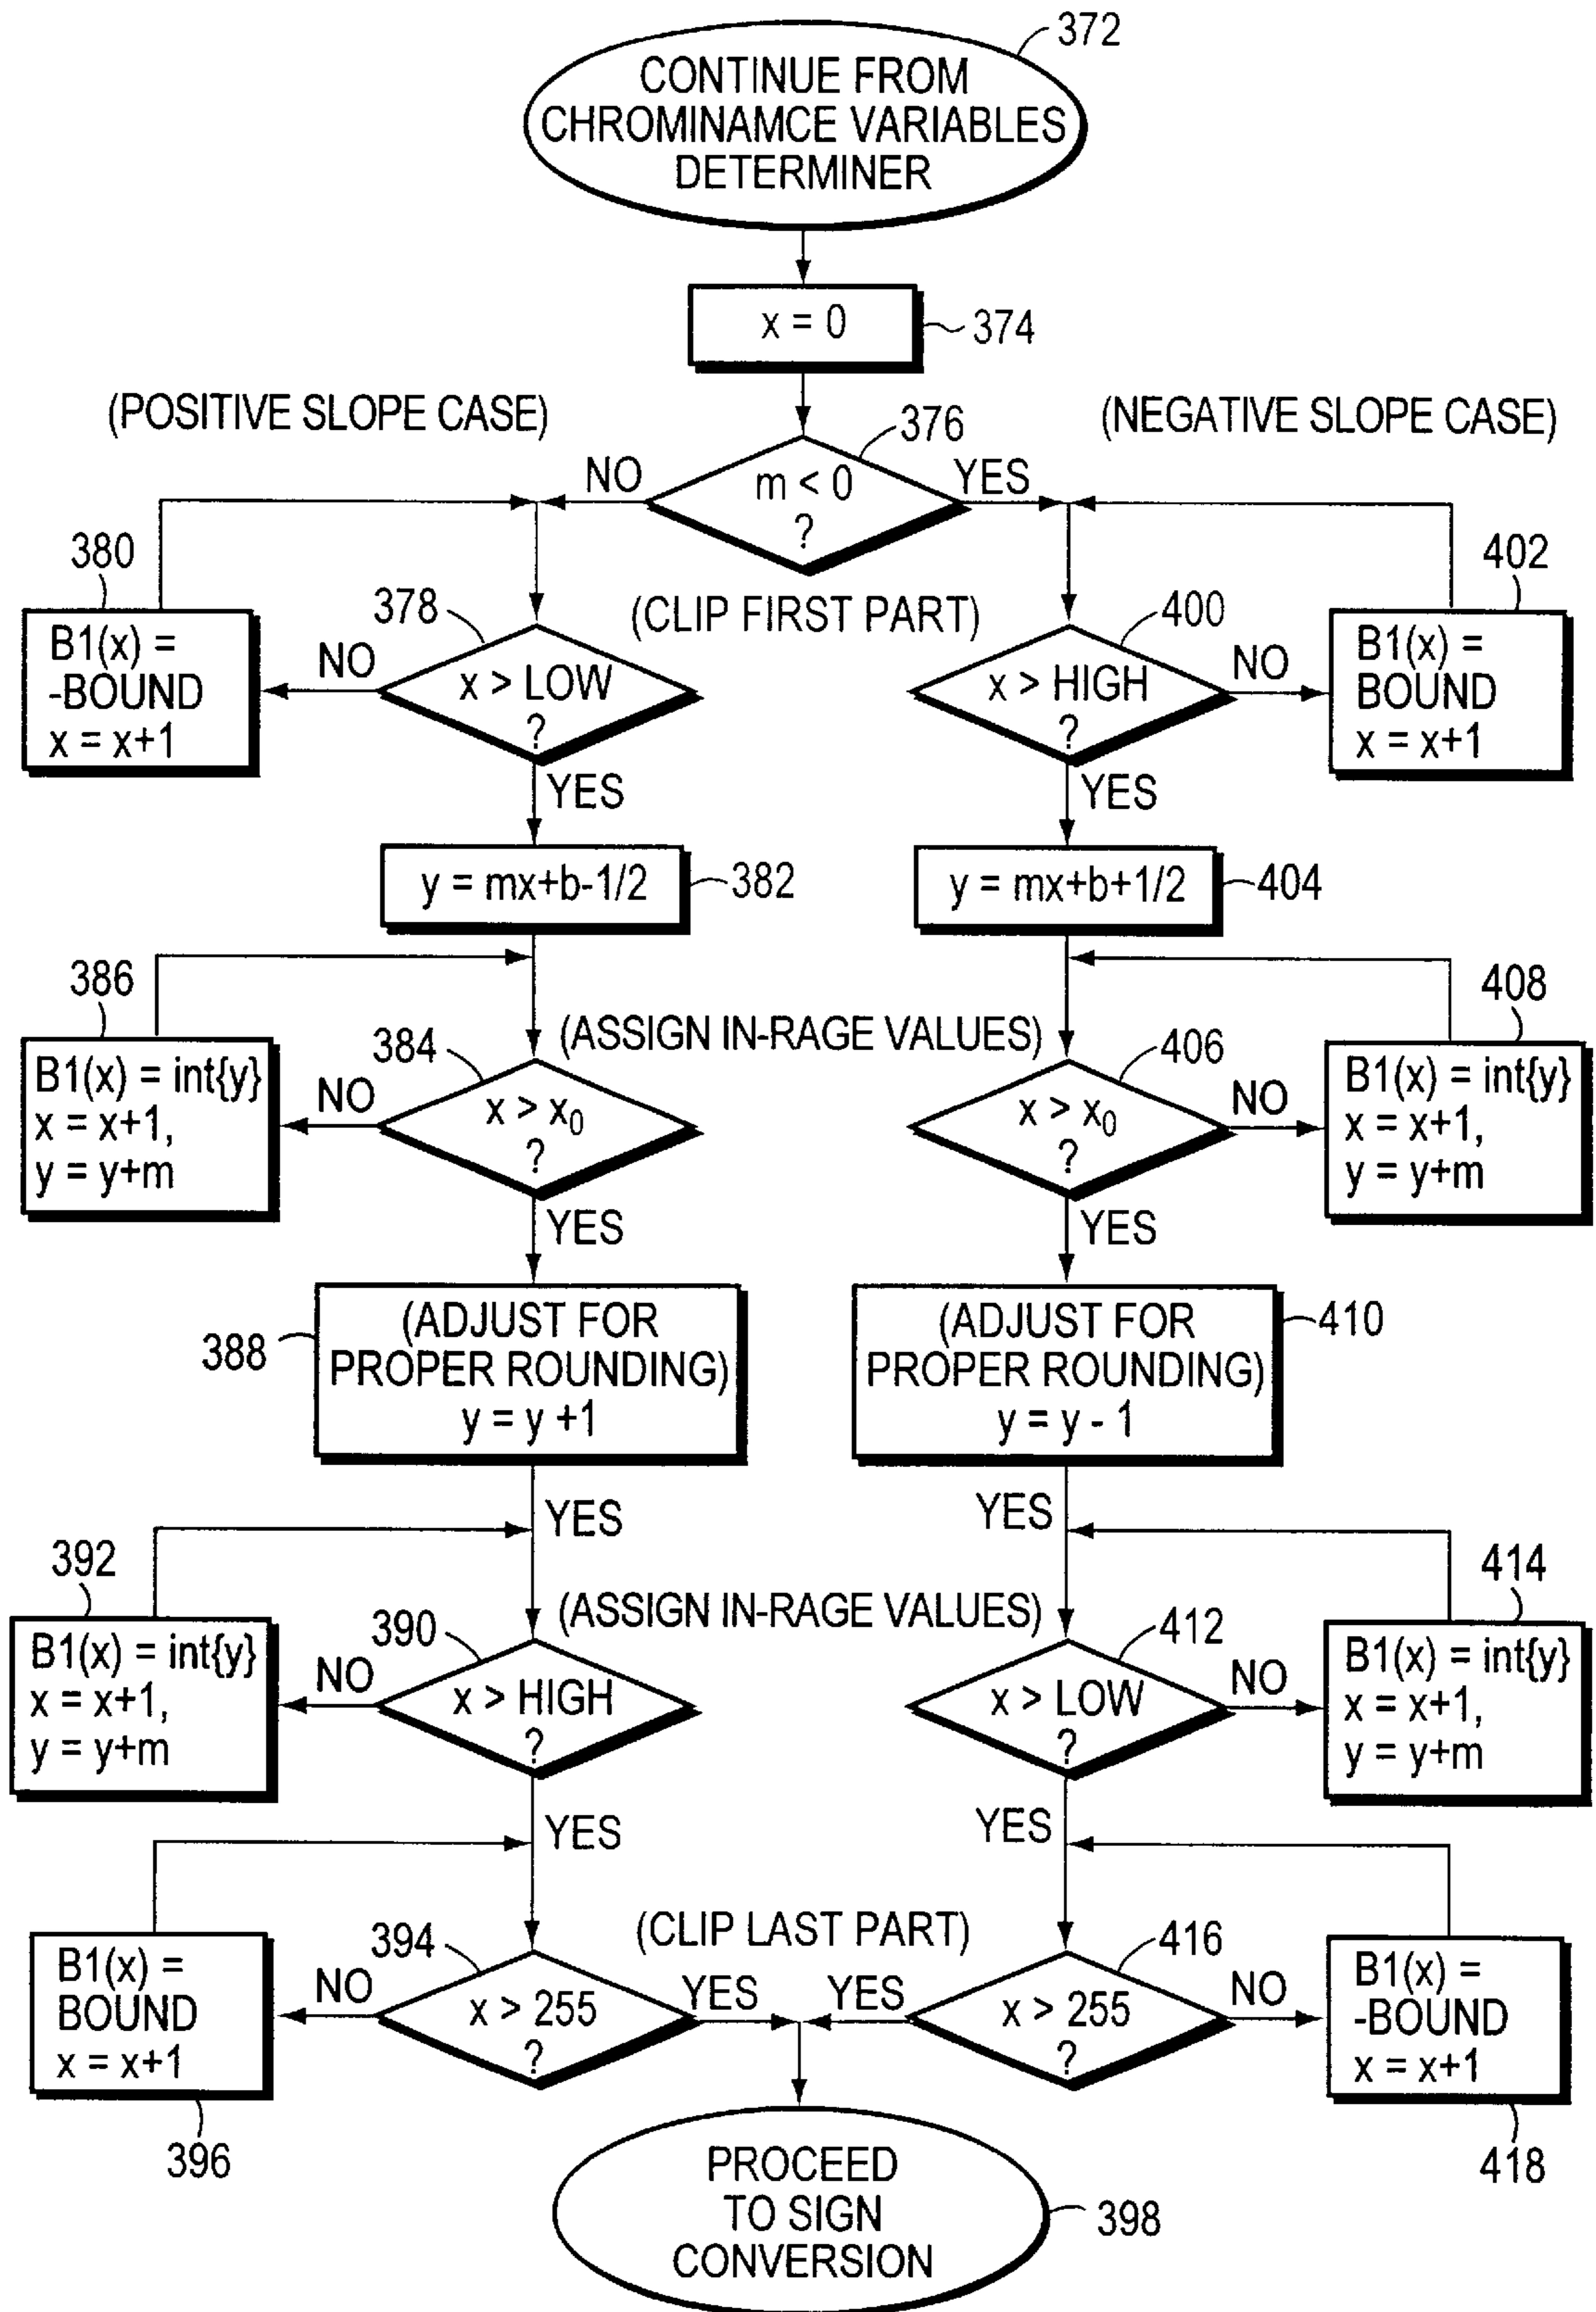 372
CONTINUE FROM
CHROMINAMCE VARIABLES
DETERMINER
x = 0
374
(POSITIVE SLOPE CASE)
(NEGATIVE SLOPE CASE)
376
NO
m < 0
?
YES
380
B1(x) =
-BOUND
x = x+1
NO
378
x > LOW
?
YES
(CLIP FIRST PART)
400
x > HIGH
?
YES
NO
402
B1(x) =
BOUND
x = x+1
y = mx+b-1/2
382
y = mx+b+1/2
404
386
B1(x) = int{y}
x = x+1,
y = y+m
NO
384
x > x0
?
YES
(ASSIGN IN-RAGE VALUES)
406
x > x0
?
YES
NO
408
B1(x) = int{y}
x = x+1,
y = y+m
388
(ADJUST FOR
PROPER ROUNDING)
y = y +1
YES
(ADJUST FOR
PROPER ROUNDING)
y = y - 1
410
YES
392
B1(x) = int{y}
x = x+1,
y = y+m
NO
390
x > HIGH
?
YES
(ASSIGN IN-RAGE VALUES)
412
x > LOW
?
YES
NO
414
B1(x) = int{y}
x = x+1,
y = y+m
B1(x) =
BOUND
x = x+1
396
NO
394
x > 255
?
YES
(CLIP LAST PART)
YES
416
x > 255
?
NO
B1(x) =
-BOUND
x = x+1
418
PROCEED
TO SIGN
CONVERSION
398